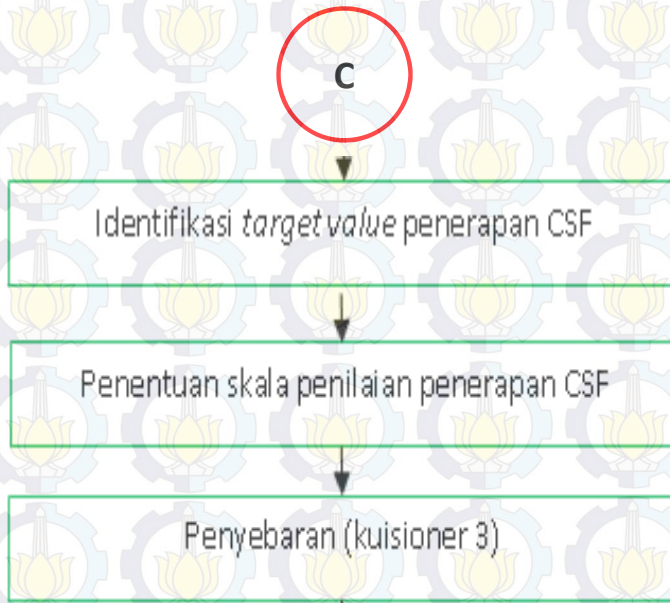 C
Identifikasi target value penerapan CSF
Penentuan skala penilaian penerapan CSF
Penyebaran (kuisioner 3)